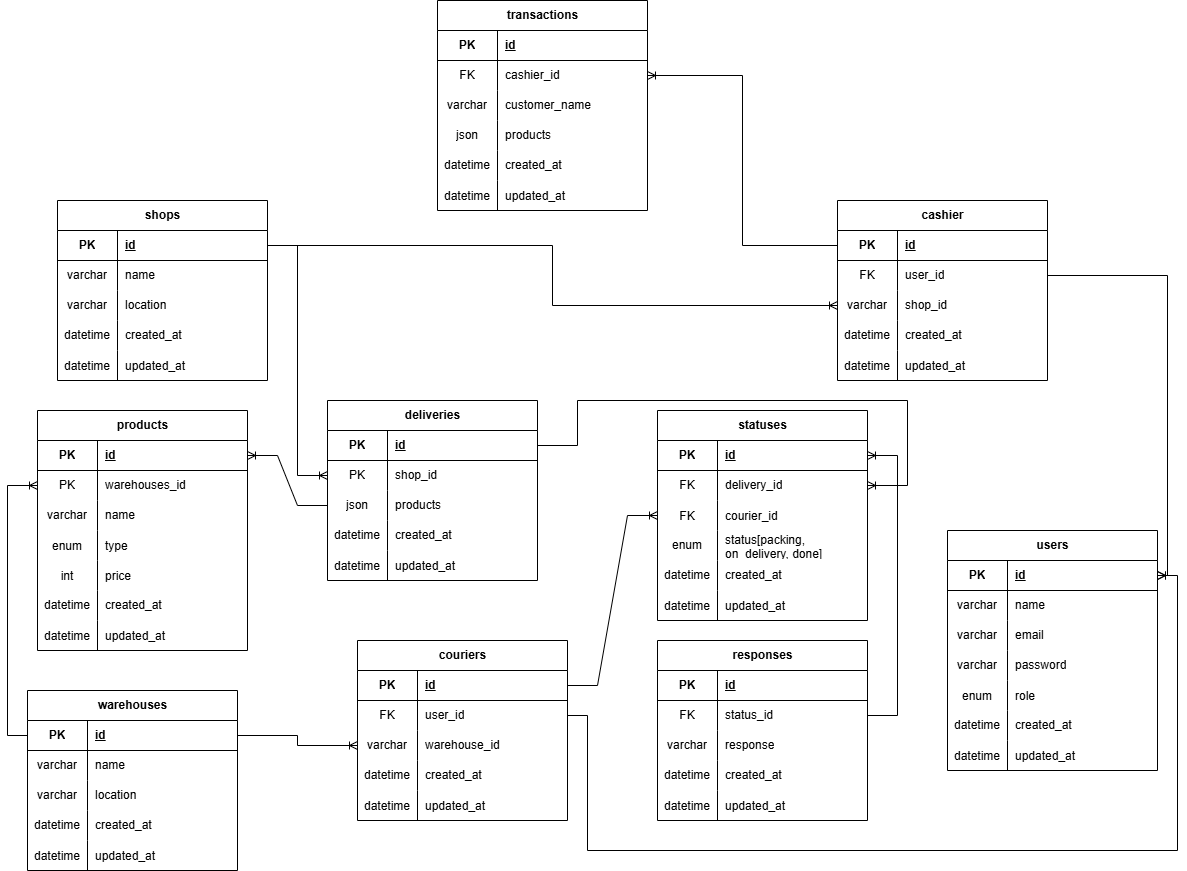 transactions
PK id
FK cashier_id
varchar customer_name
json products
datetime created_at
datetime updated_at
shops
PK id
varchar name
varchar location
datetime created_at
datetime updated_at
cashier
PK id
FK user_id
varchar shop_id
datetime created_at
datetime updated_at
products
PK id
PK warehouses_id
varchar name
enum type
int price
datetime created_at
datetime updated_at
deliveries
PK id
PK shop_id
json products
datetime created_at
datetime updated_at
statuses
PK id
FK delivery_id
FK courier_id
enum status[packing,
on_delivery, done]
datetime created_at
datetime updated_at
users
PK id
varchar name
varchar email
varchar password
enum role
datetime created_at
datetime updated_at
couriers
PK id
FK user_id
varchar warehouse_id
datetime created_at
datetime updated_at
responses
PK id
FK status_id
varchar response
datetime created_at
datetime updated_at
warehouses
PK id
varchar name
varchar location
datetime created_at
datetime updated_at